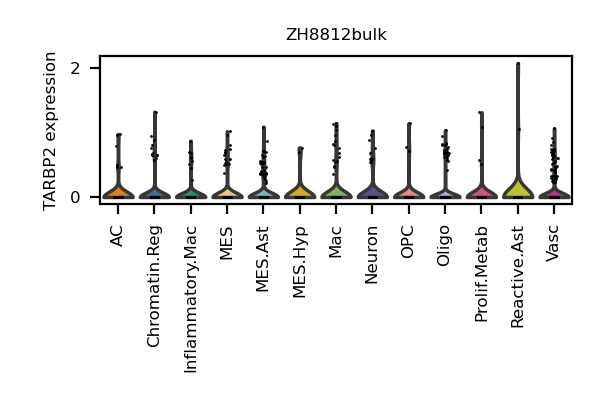 ZH8812bulk
TARBP2 expression
2
0
AC
Chromatin.Reg
Inflammatory.Mac
MES
MES.Ast
MES.Hyp
Mac
Neuron
OPC
Oligo
Prolif.Metab
Reactive.Ast
Vasc